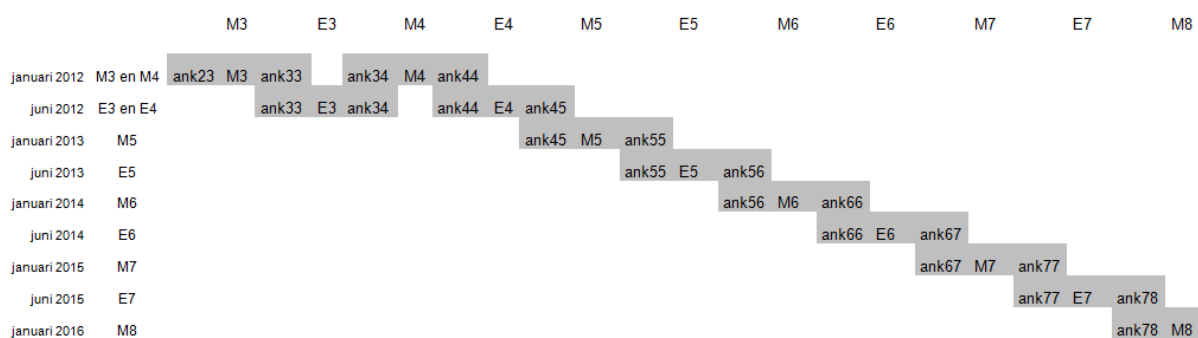 M3 E3 M4 E4 M5 E5 M6 E6 M7 E7 M8
januari 2012 M3 en M4 ank23 M3 ank33 ank34 M4 ank44
juni 2012 E3 en E4 ank33 E3 ank34 ank44 E4 ank45
januari 2013 M5 ank45 M5 ank55
juni 2013 E5 ank55 E5 ank56
januari 2014 M6 ank56 M6 ank66
juni 2014 E6 ank66 E6 ank67
januari 2015 M7 ank67 M7 ank77
juni 2015 E7 ank77 E7 ank78
januari 2016 M8 ank78 M8